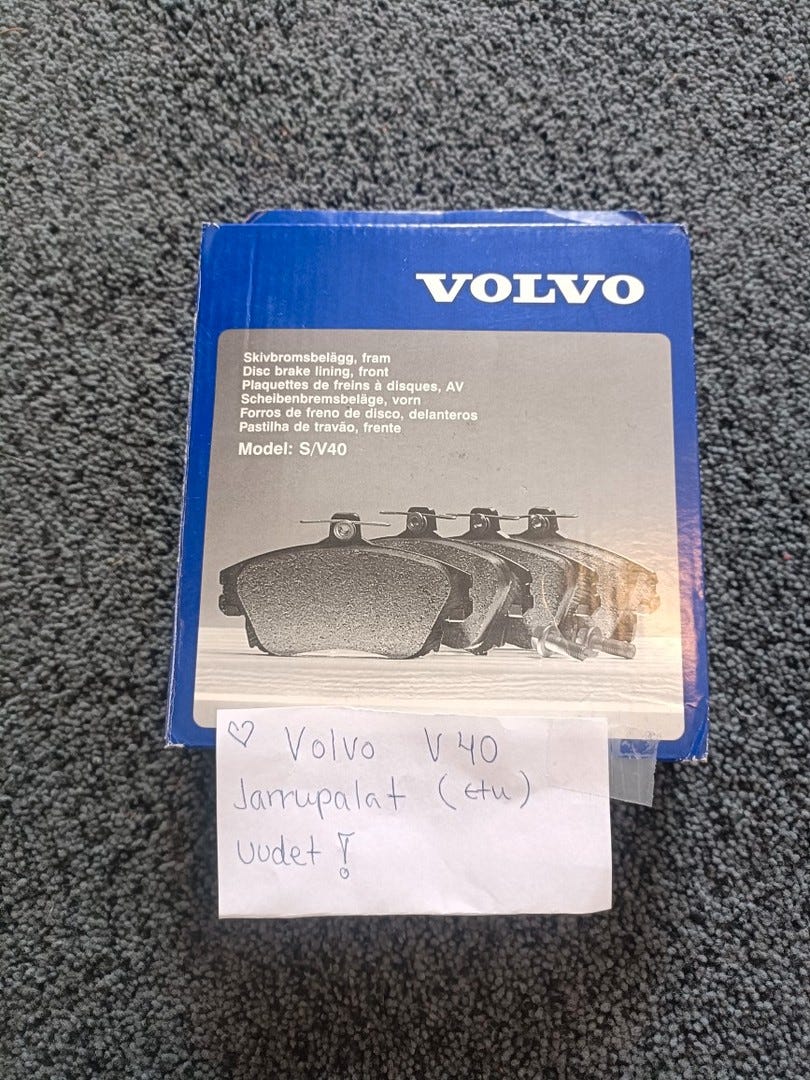 VOLVO
Skivbromsbelägg, fram
Disc brake lining, front
Plaquettes de freins à disques, AV
Scheibenbremsbeläge, vorn
Forros de freno de disco, delanteros
Pastilha de travão, frente
Model: S/V40
♡ Volvo V 40
Jarrupalat (etu)
uudet !